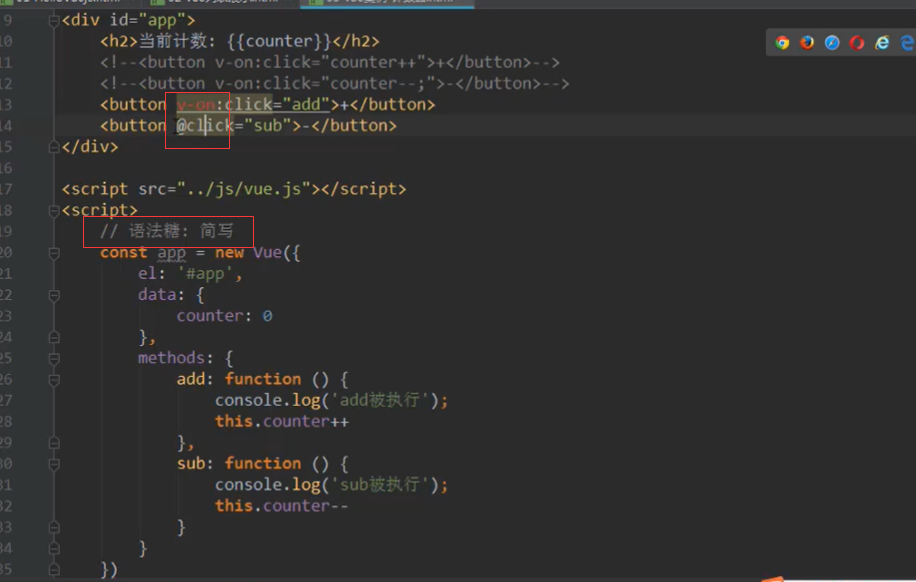 9 <div id="app">
10 <h2>当前计数: {{counter}}</h2>
11 <!--<button v-on:click="counter++">+</button>-->
12 <!--<button v-on:click="counter--;">-</button>-->
13 <button v-on:click="add">+</button>
14 <button @click="sub">-</button>
15 </div>
16
17 <script src="../js/vue.js"></script>
18 <script>
19 // 语法糖: 简写
20 const app = new Vue({
21 el: '#app',
22 data: {
23 counter: 0
24 },
25 methods: {
26 add: function () {
27 console.log('add被执行');
28 this.counter++
29 },
30 sub: function () {
31 console.log('sub被执行');
32 this.counter--
33 }
34 }
35 })